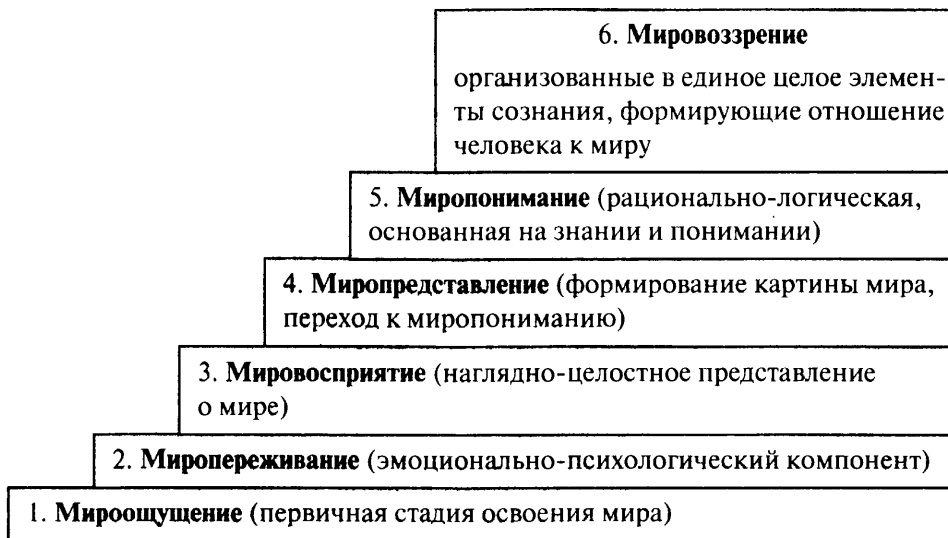 6. Мировоззрение
организованные в единое целое элемен-
ты сознания, формирующие отношение
человека к миру
5. Миропонимание (рационально-логическая,
основанная на знании и понимании)
4. Миропредставление (формирование картины мира,
переход к миропониманию)
3. Мировосприятие (наглядно-целостное представление
о мире)
2. Миропереживание (эмоционально-психологический компонент)
1. Мироощущение (первичная стадия освоения мира)